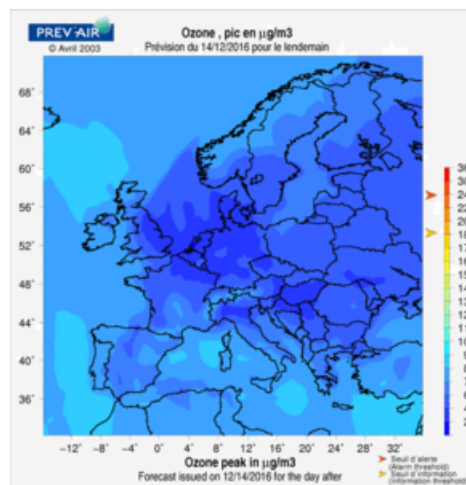 PREV'AIR
© Avril 2003
Ozone , pic en µg/m3
Prévision du 14/12/2016 pour le lendemain
68°
64°
60°
56°
52°
48°
44°
40°
36°
−12° −8° −4° 0° 4° 8° 12° 16° 20° 24° 28° 32°
Ozone peak in µg/m3
Forecast issued on 12/14/2016 for the day after
Seuil d'alerte
(Alarm threshold)
Seuil d'information
(Information threshold)